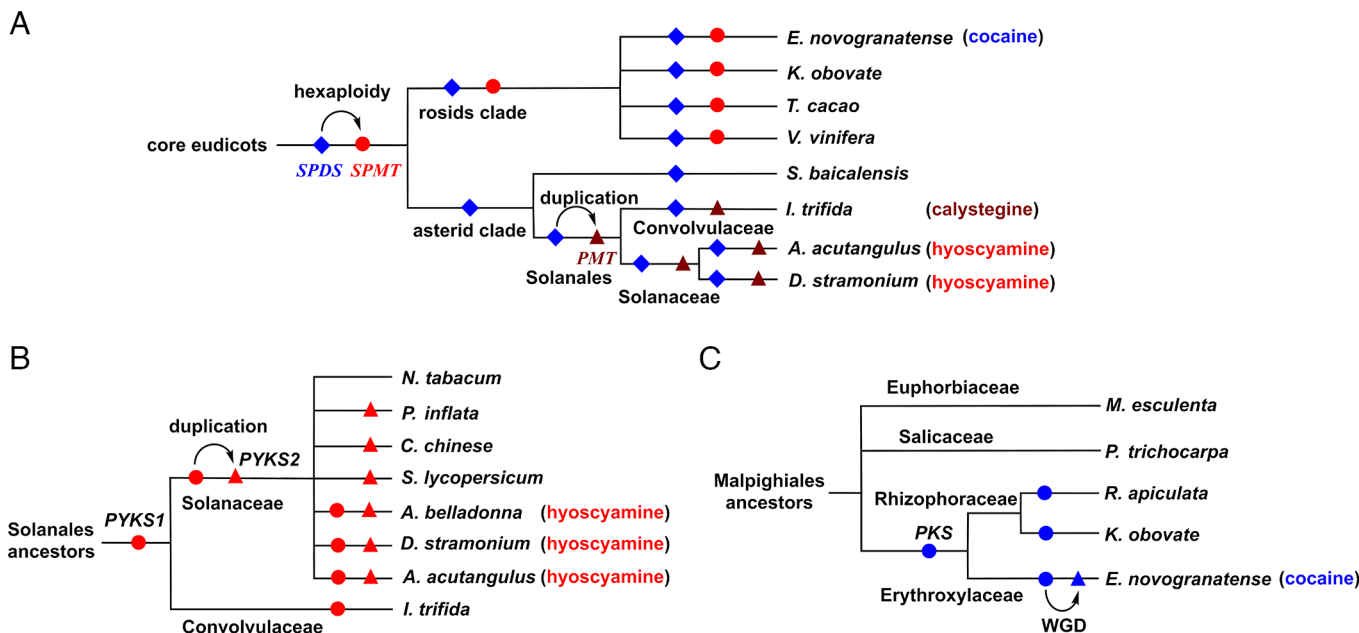 A
hexaploidy
core eudicots
SPDS SPMT
rosids clade
E. novogranatense (cocaine)
K. obovate
T. cacao
V. vinifera
asterid clade
duplication
PMT
Solanales
S. baicalensis
I. trifida (calystegine)
Convolvulaceae
A. acutangulus (hyoscyamine)
D. stramonium (hyoscyamine)
Solanaceae
B
Solanales
ancestors
PYKS1
duplication
PYKS2
Solanaceae
N. tabacum
P. inflata
C. chinese
S. lycopersicum
A. belladonna (hyoscyamine)
D. stramonium (hyoscyamine)
A. acutangulus (hyoscyamine)
I. trifida
Convolvulaceae
C
Malpighiales
ancestors
Euphorbiaceae
M. esculenta
Salicaceae
P. trichocarpa
Rhizophoraceae
R. apiculata
PKS
K. obovate
E. novogranatense (cocaine)
Erythroxylaceae
WGD